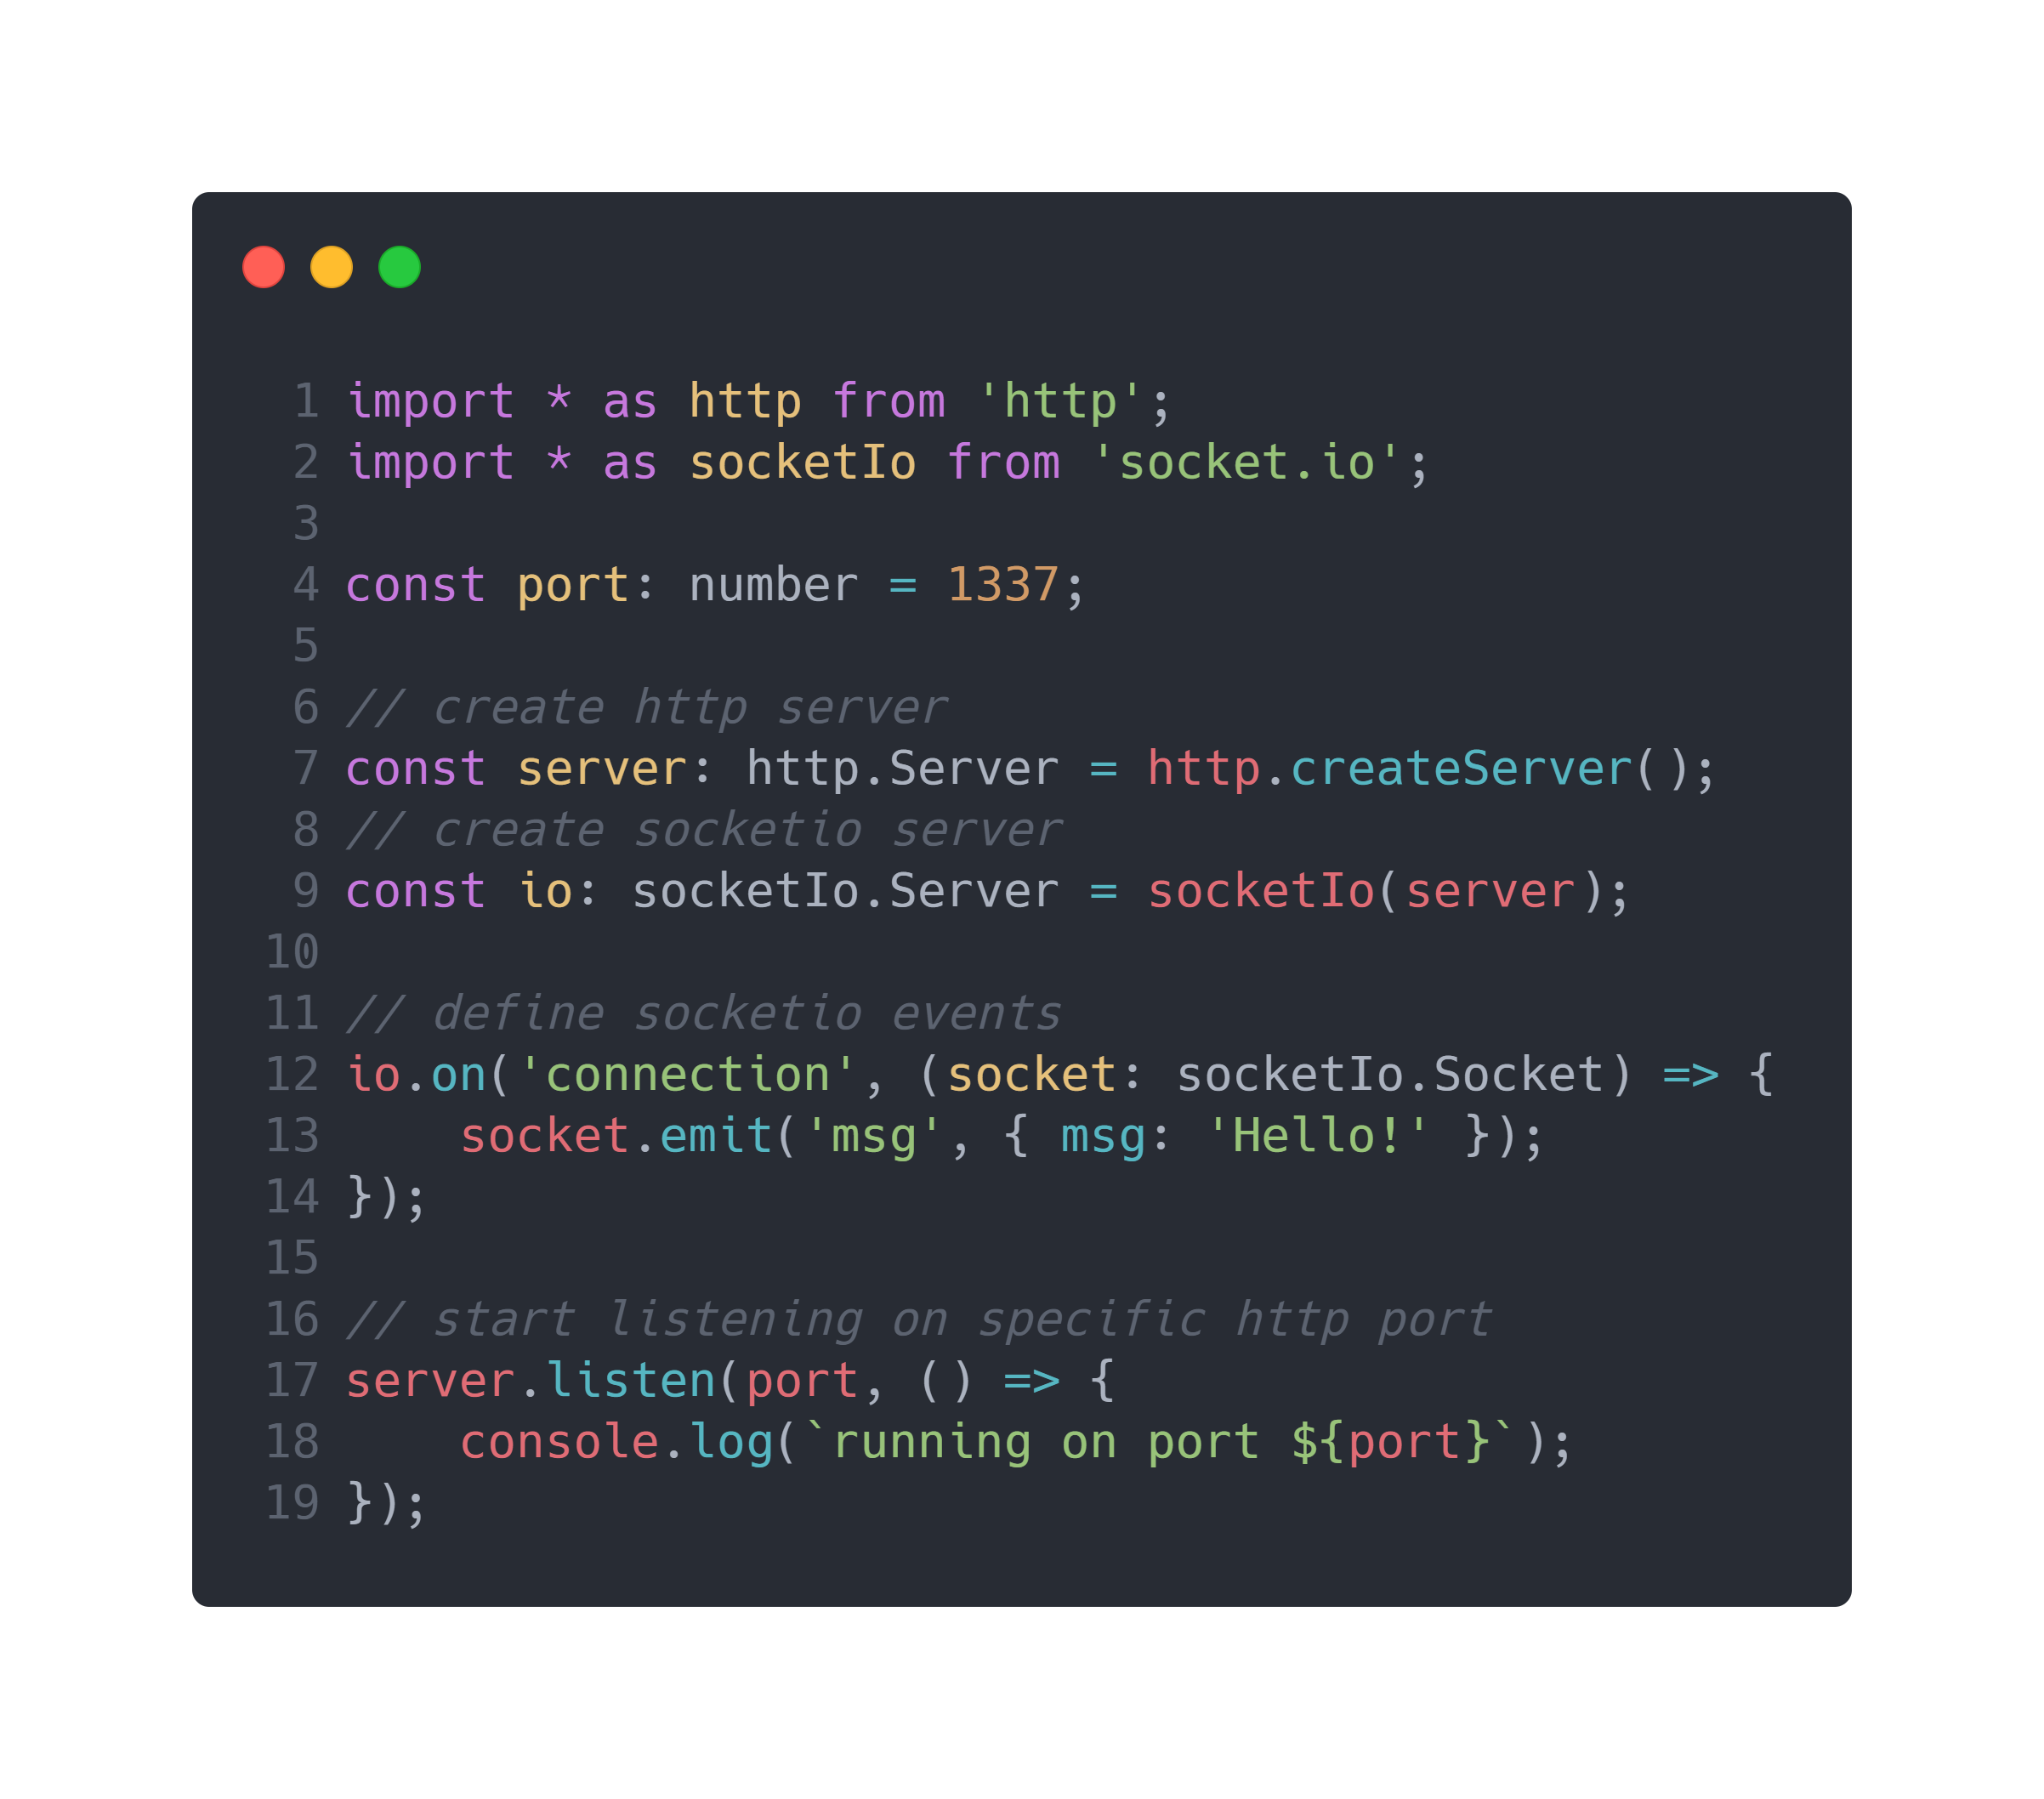 1 import * as http from 'http';
2 import * as socketIo from 'socket.io';
3
4 const port: number = 1337;
5
6 // create http server
7 const server: http.Server = http.createServer();
8 // create socketio server
9 const io: socketIo.Server = socketIo(server);
10
11 // define socketio events
12 io.on('connection', (socket: socketIo.Socket) => {
13     socket.emit('msg', { msg: 'Hello!' });
14 });
15
16 // start listening on specific http port
17 server.listen(port, () => {
18     console.log(`running on port ${port}`);
19 });